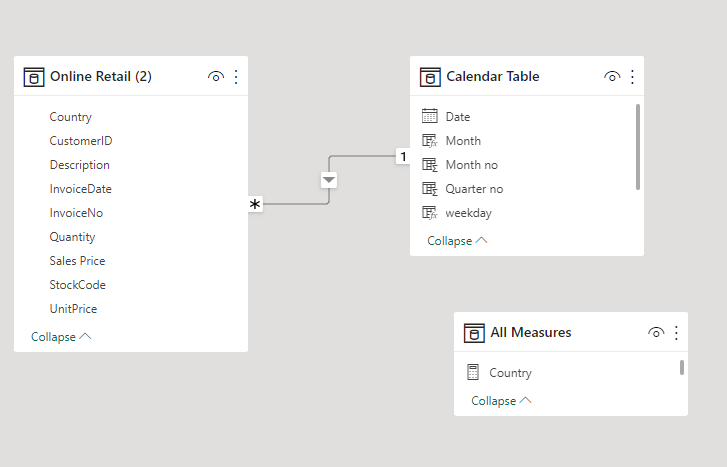 Online Retail (2)
Country
CustomerID
Description
InvoiceDate
InvoiceNo
Quantity
Sales Price
StockCode
UnitPrice
Collapse
*
1
Calendar Table
Date
Month
Month no
Quarter no
weekday
Collapse
All Measures
Country
Collapse